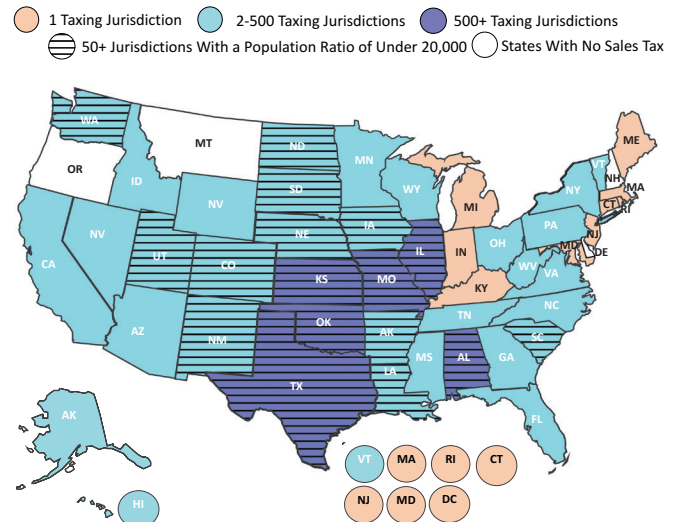 1 Taxing Jurisdiction 2-500 Taxing Jurisdictions 500+ Taxing Jurisdictions
50+ Jurisdictions With a Population Ratio of Under 20,000 States With No Sales Tax
WA
MT
ND
MN
ME
OR
ID
SD
WY
VT
NH
NV
NY
MA
MI
CT
RI
NV
NE
IA
PA
NJ
CA
UT
CO
IL
IN
OH
MD
DE
KS
MO
WV
VA
KY
AZ
NM
OK
AK
TN
NC
TX
LA
MS
AL
GA
SC
FL
AK
VT MA RI CT
NJ MD DC
HI